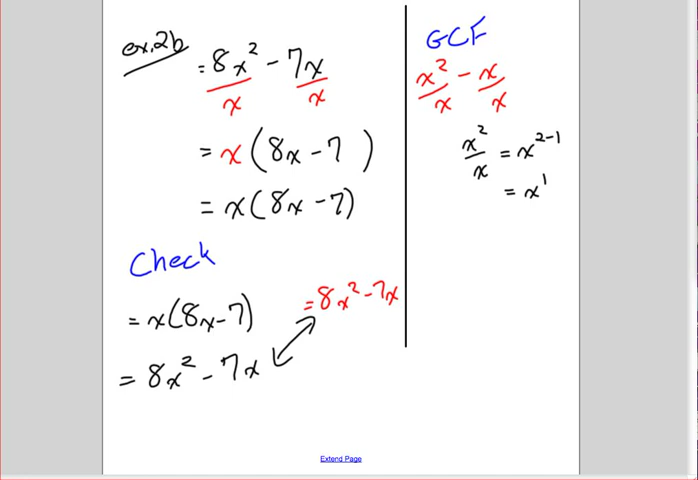 ex.2b
= 8x² - 7x
x x
= x(8x - 7)
= x(8x - 7)
Check
= x(8x - 7)
= 8x² - 7x
= 8x² - 7x
GCF
x² - x
x x
x²/x = x²⁻¹
= x¹
Extend Page